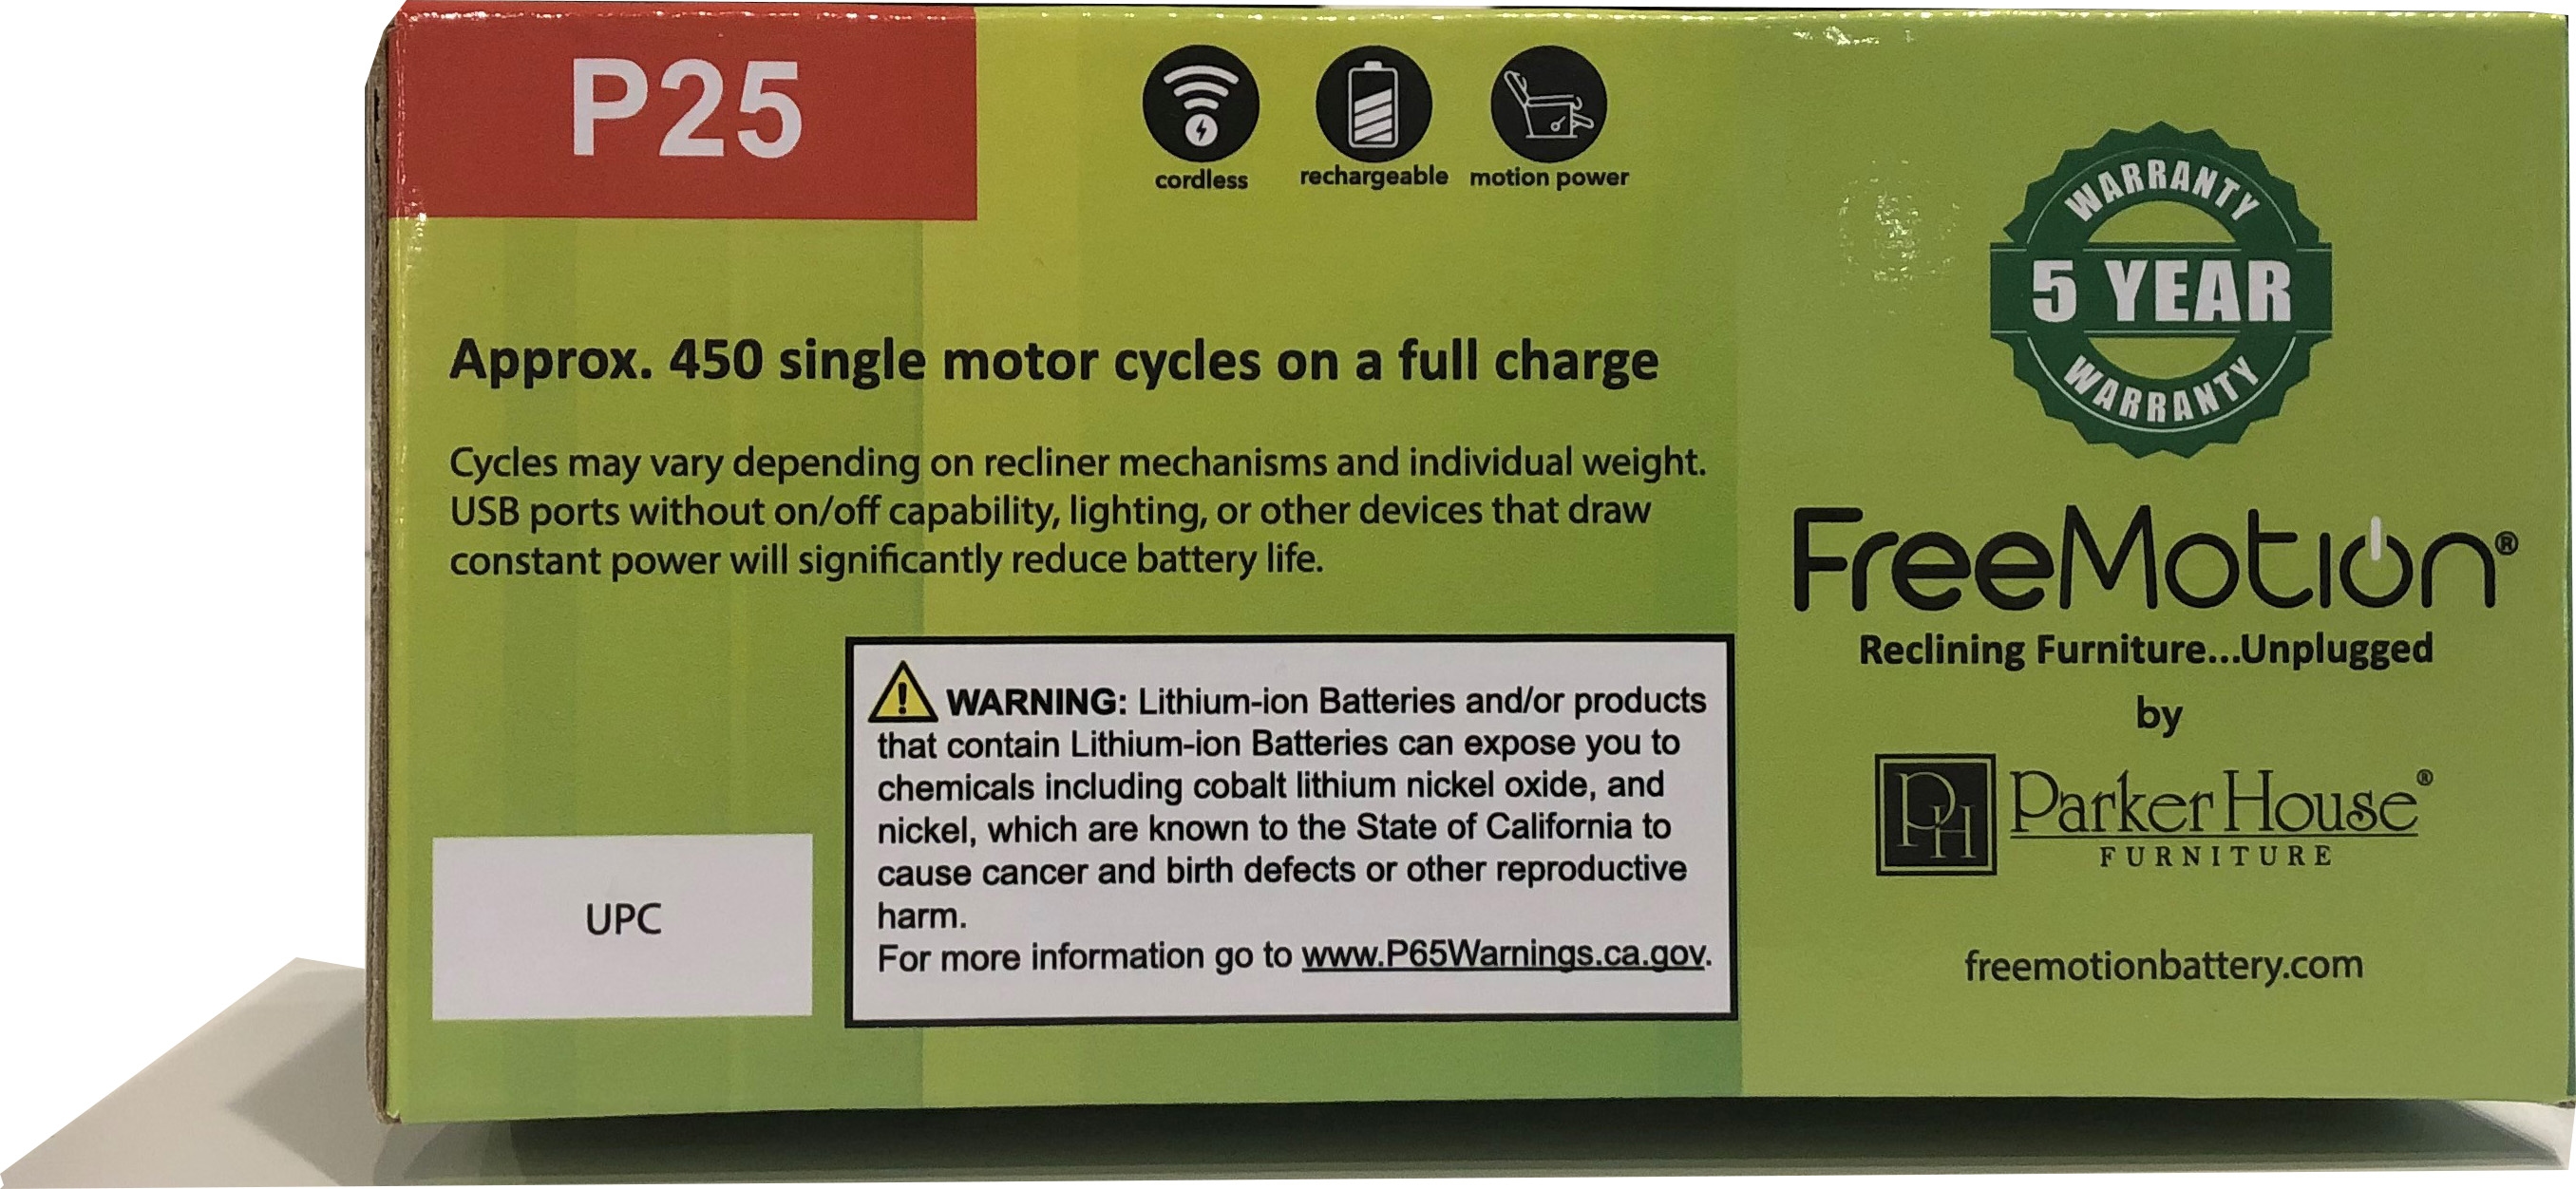 P25
cordless
rechargeable
motion power
Approx. 450 single motor cycles on a full charge
Cycles may vary depending on recliner mechanisms and individual weight.
USB ports without on/off capability, lighting, or other devices that draw
constant power will significantly reduce battery life.
UPC
WARNING: Lithium-ion Batteries and/or products
that contain Lithium-ion Batteries can expose you to
chemicals including cobalt lithium nickel oxide, and
nickel, which are known to the State of California to
cause cancer and birth defects or other reproductive
harm.
For more information go to www.P65Warnings.ca.gov.
WARRANTY
5 YEAR
WARRANTY
FreeMotion®
Reclining Furniture...Unplugged
by
PH
Parker House®
FURNITURE
freemotionbattery.com